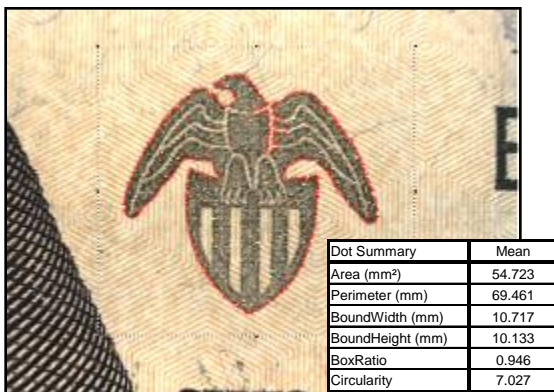 E
Dot Summary Mean
Area (mm²) 54.723
Perimeter (mm) 69.461
BoundWidth (mm) 10.717
BoundHeight (mm) 10.133
BoxRatio 0.946
Circularity 7.027